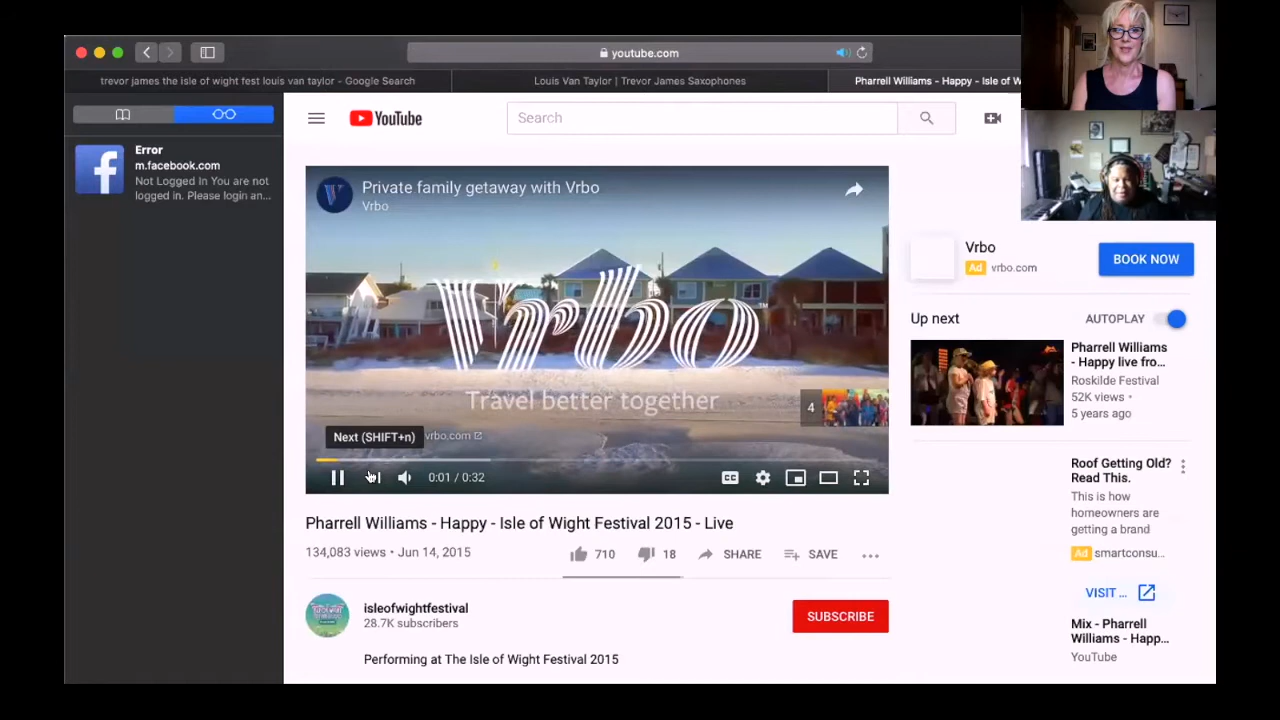 youtube.com
trevor james the isle of wight fest louis van taylor - Google Search
Louis Van Taylor | Trevor James Saxophones
Pharrell Williams - Happy - Isle of W
Error
m.facebook.com
Not Logged In You are not
logged in. Please login an...
YouTube
Search
Private family getaway with Vrbo
Vrbo
Vrbo
Travel better together
4
Next (SHIFT+n)
vrbo.com
0:01 / 0:32
CC
Pharrell Williams - Happy - Isle of Wight Festival 2015 - Live
134,083 views • Jun 14, 2015
710
18
SHARE
SAVE
isleofwightfestival
28.7K subscribers
SUBSCRIBE
Performing at The Isle of Wight Festival 2015
Vrbo
Ad vrbo.com
BOOK NOW
Up next
AUTOPLAY
Pharrell Williams
- Happy live fro...
Roskilde Festival
52K views •
5 years ago
Roof Getting Old?
Read This.
This is how
homeowners are
getting a brand
Ad smartconsu...
VISIT ...
Mix - Pharrell
Williams - Happ...
YouTube